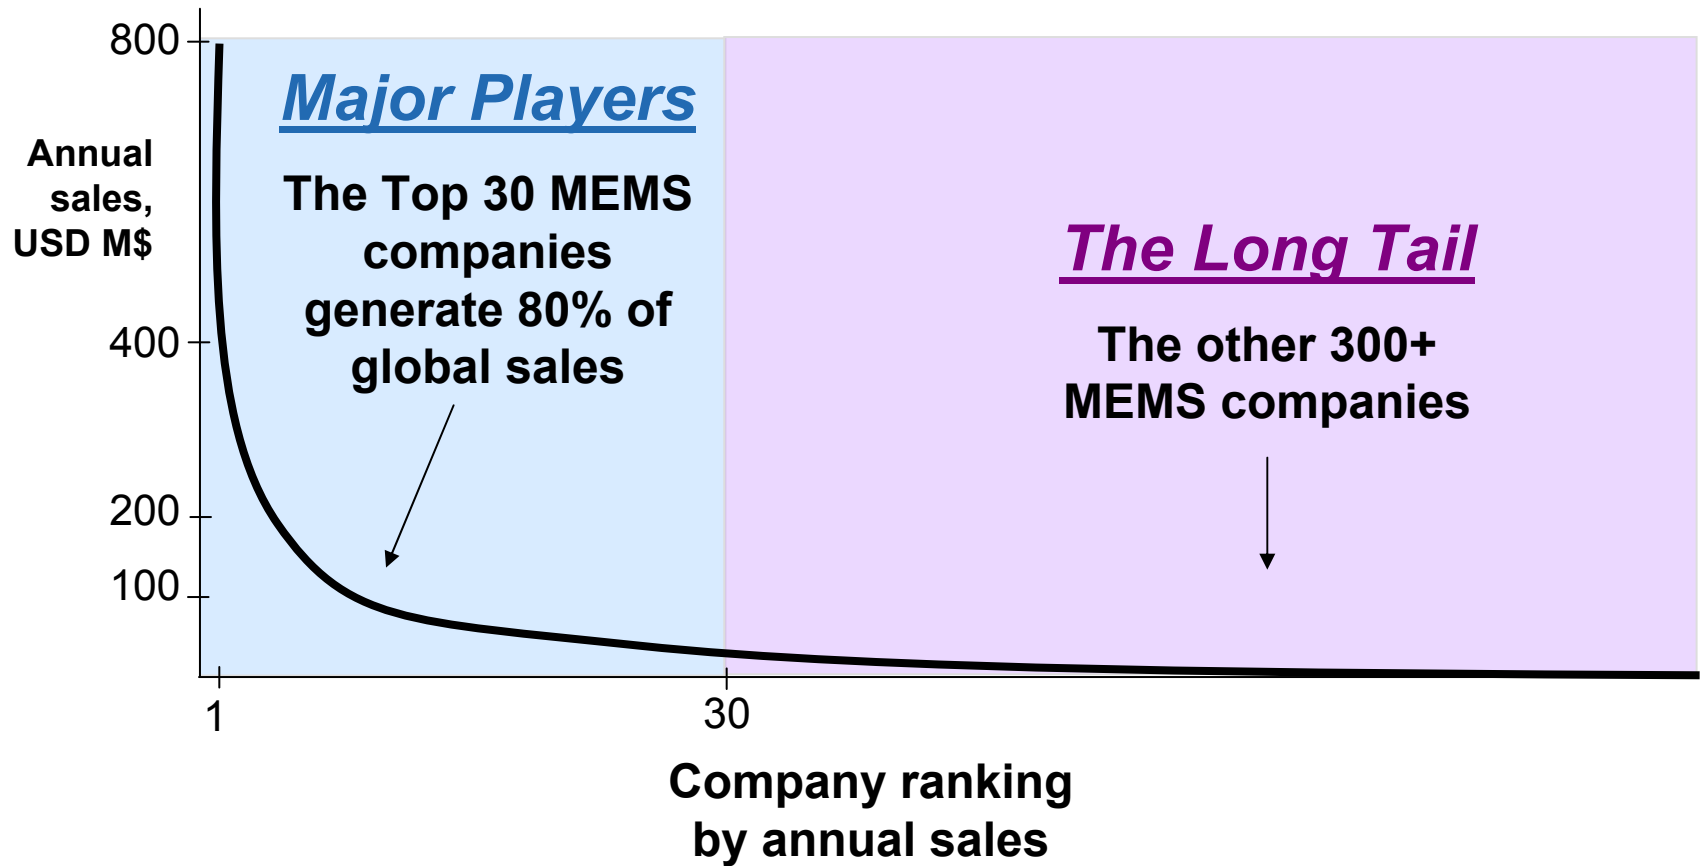 800
Major Players
Annual
sales,
USD M$
The Top 30 MEMS
companies
generate 80% of
global sales
The Long Tail
The other 300+
MEMS companies
400
200
100
1
30
Company ranking
by annual sales